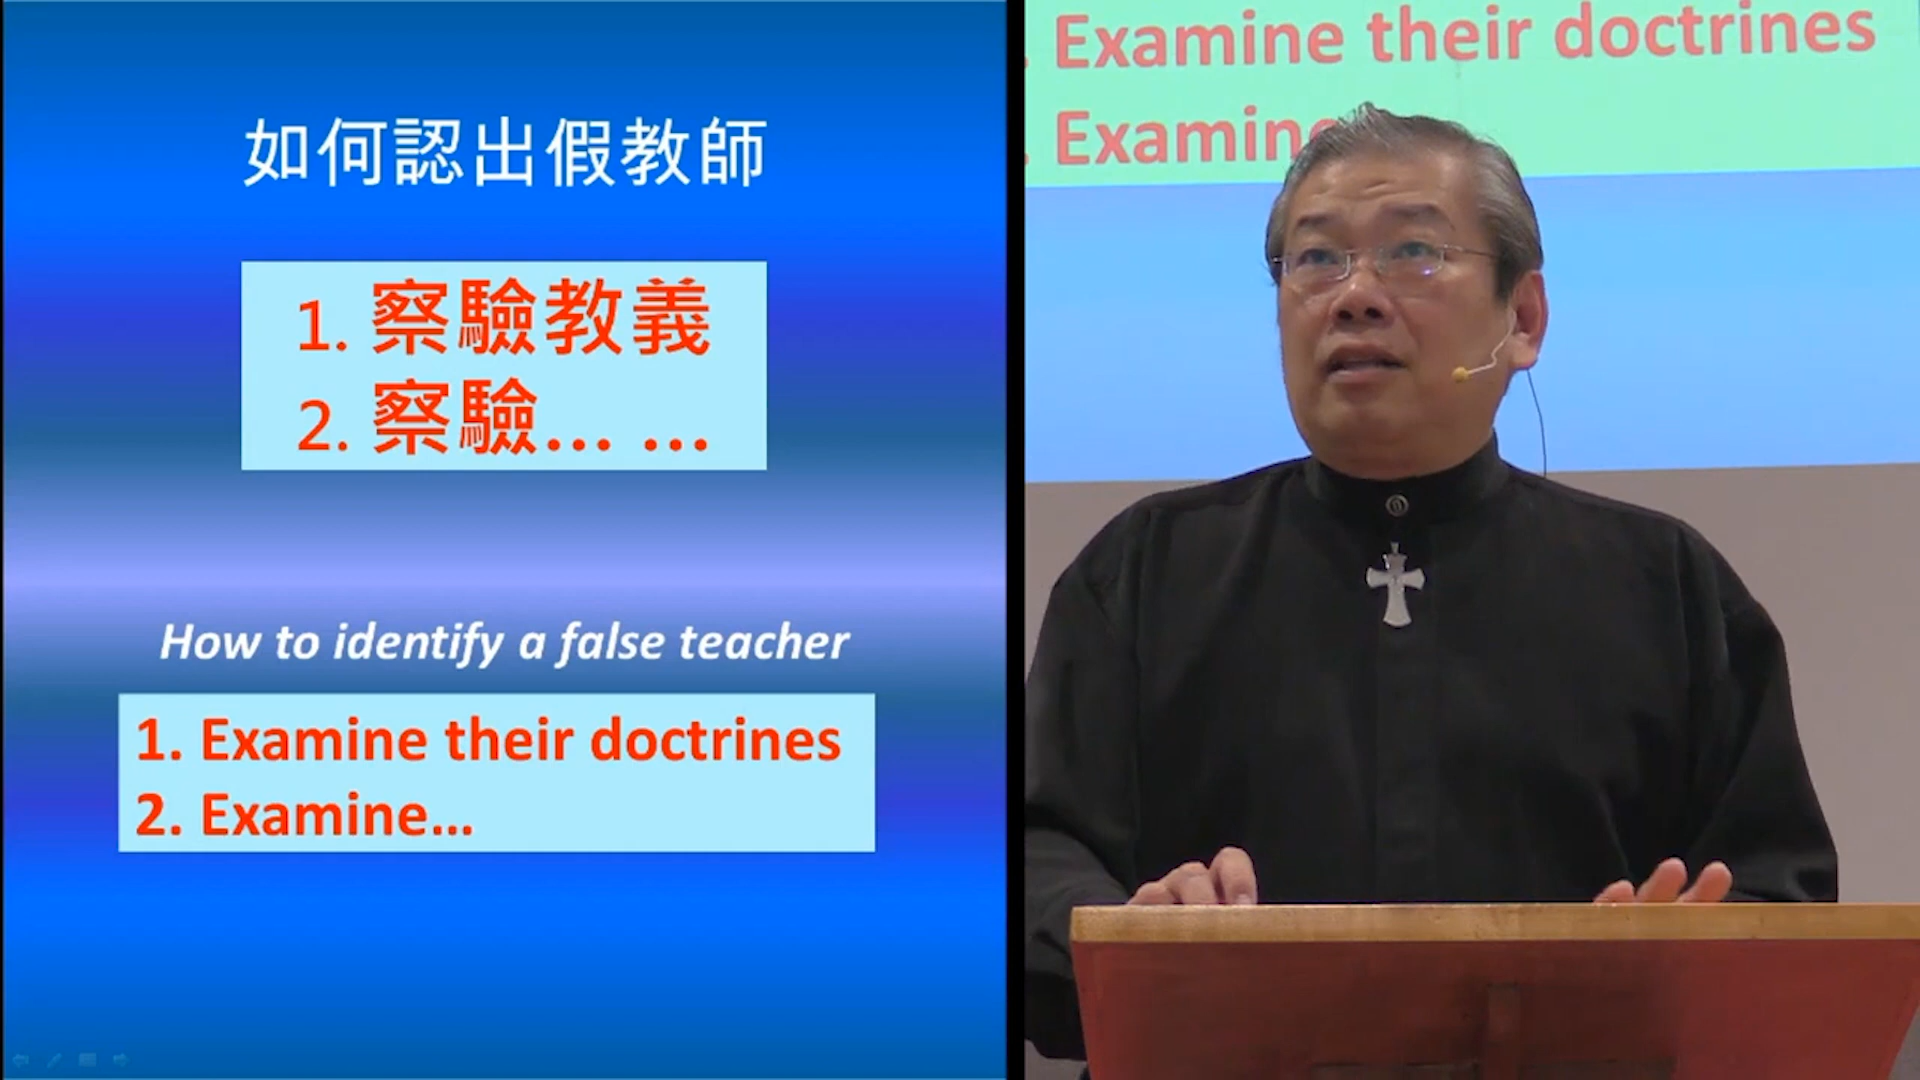 如何認出假教師
1. 察驗教義
2. 察驗... ...
How to identify a false teacher
1. Examine their doctrines
2. Examine...
. Examine their doctrines
. Examine